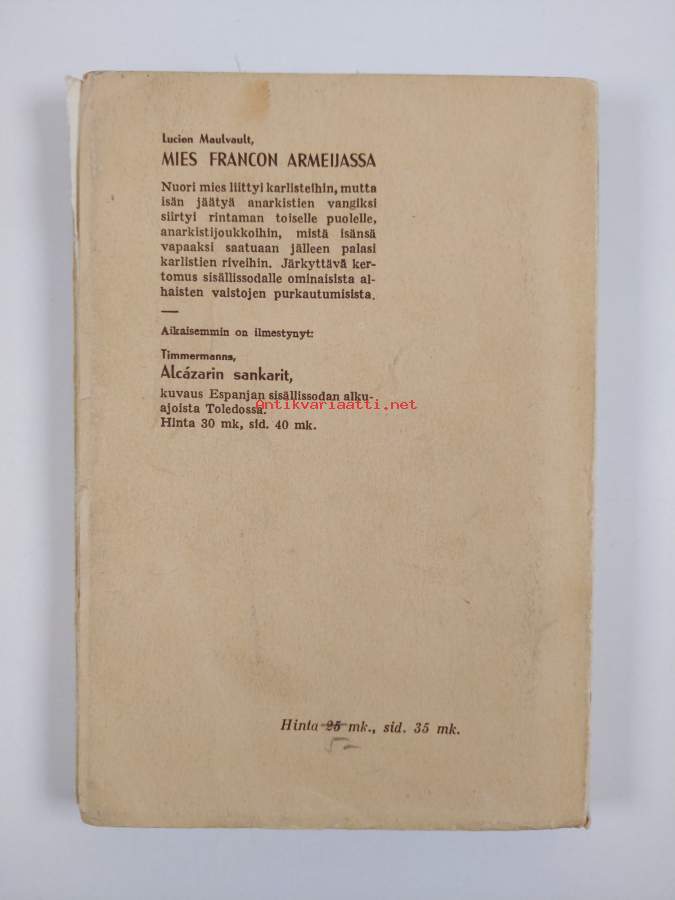 Lucien Maulvault,
MIES FRANCON ARMEIJASSA
Nuori mies liittyi karlisteihin, mutta
isän jäätyä anarkistien vangiksi
siirtyi rintaman toiselle puolelle,
anarkistijoukkoihin, mistä isänsä
vapaaksi saatuaan jälleen palasi
karlistien riveihin. Järkyttävä ker-
tomus sisällissodalle ominaisista al-
haisten vaistojen purkautumisista.
Aikaisemmin on ilmestynyt:
Timmermanns,
Alcázarin sankarit,
kuvaus Espanjan sisällissodan alku-
ajoista Toledossa.
Antikvariaatti.net
Hinta 30 mk, sid. 40 mk.
Hinta 25 mk., sid. 35 mk.
5-